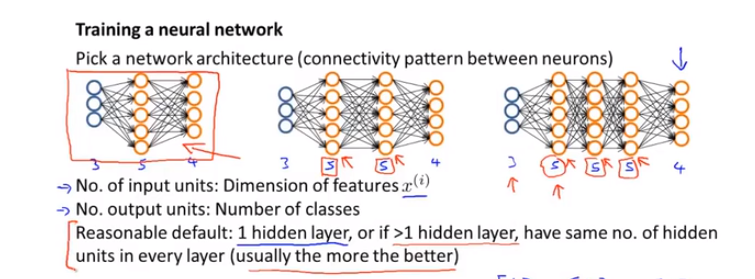 Training a neural network
Pick a network architecture (connectivity pattern between neurons)
3 5 4 3 5 5 4 3 5 5 5 4
→ No. of input units: Dimension of features x⁽ⁱ⁾
→ No. output units: Number of classes
Reasonable default: 1 hidden layer, or if >1 hidden layer, have same no. of hidden
units in every layer (usually the more the better)